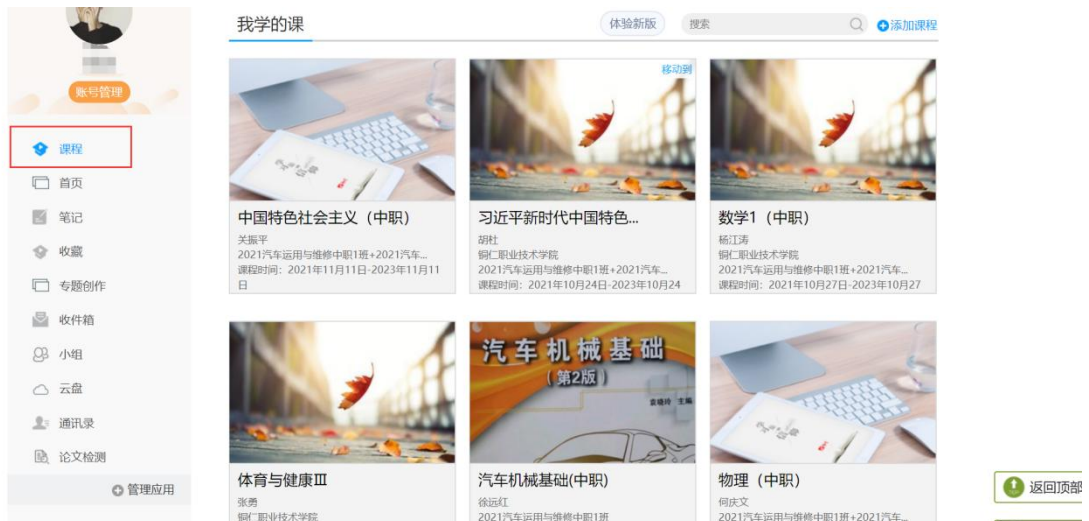 我学的课
体验新版
搜索
添加课程
账号管理
课程
首页
笔记
收藏
专题创作
收件箱
小组
云盘
通讯录
论文检测
管理应用
中国特色社会主义（中职）
关振平
2021汽车运用与维修中职1班+2021汽车...
课程时间：2021年11月11日-2023年11月11
日
移动到
习近平新时代中国特色...
胡杜
铜仁职业技术学院
2021汽车运用与维修中职1班+2021汽车...
课程时间：2021年10月24日-2023年10月24
数学1（中职）
杨江涛
铜仁职业技术学院
2021汽车运用与维修中职1班+2021汽车...
课程时间：2021年10月27日-2023年10月27
体育与健康Ⅲ
张勇
铜仁职业技术学院
汽车机械基础
（第2版）
主编
汽车机械基础(中职)
徐远红
2021汽车运用与维修中职1班
物理（中职）
何庆文
2021汽车运用与维修中职1班+2021汽车...
返回顶部